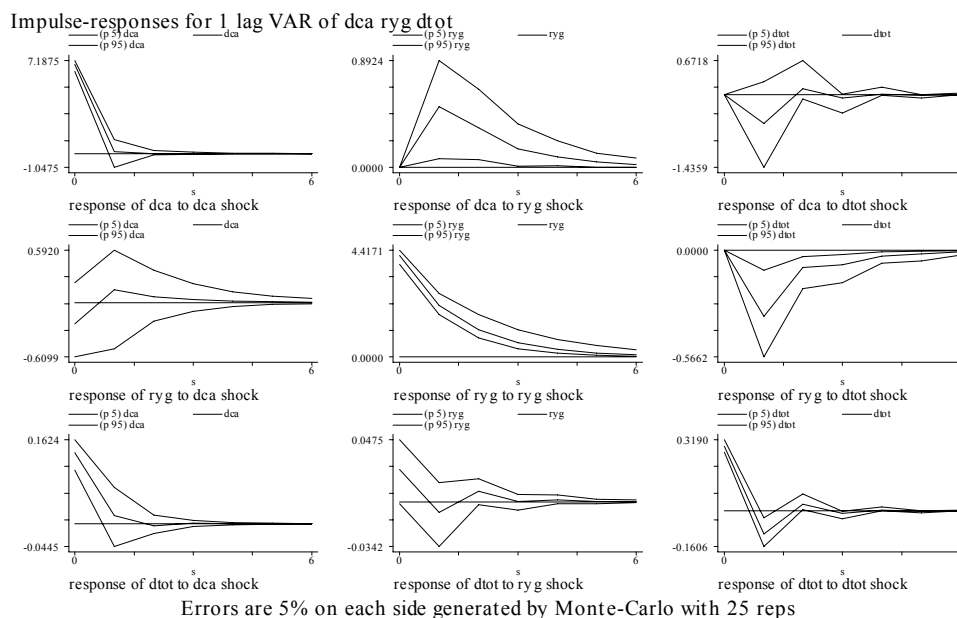 Impulse-responses for 1 lag VAR of dca ryg dtot
(p 5) dca dca
(p 95) dca
7.1875
-1.0475
0 6
s
response of dca to dca shock
(p 5) ryg ryg
(p 95) ryg
0.8924
0.0000
0 6
s
response of dca to ryg shock
(p 5) dtot dtot
(p 95) dtot
0.6718
-1.4359
0
s
response of dca to dtot shock
(p 5) dca dca
(p 95) dca
0.5920
-0.6099
0 6
s
response of ryg to dca shock
(p 5) ryg ryg
(p 95) ryg
4.4171
0.0000
0 6
s
response of ryg to ryg shock
(p 5) dtot dtot
(p 95) dtot
0.0000
-0.5662
0
s
response of ryg to dtot shock
(p 5) dca dca
(p 95) dca
0.1624
-0.0445
0 6
s
response of dtot to dca shock
(p 5) ryg ryg
(p 95) ryg
0.0475
-0.0342
0 6
s
response of dtot to ryg shock
(p 5) dtot dtot
(p 95) dtot
0.3190
-0.1606
0
s
response of dtot to dtot shock
Errors are 5% on each side generated by Monte-Carlo with 25 reps